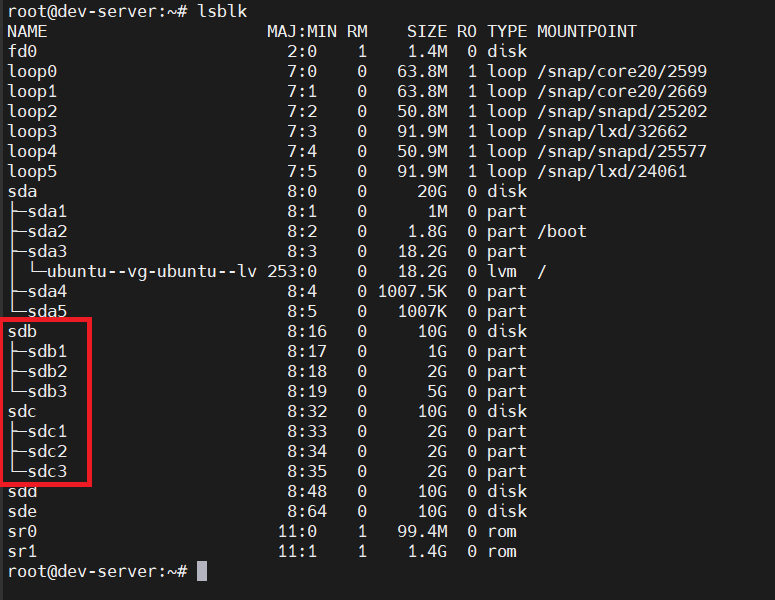 root@dev-server:~# lsblk
NAME                      MAJ:MIN RM    SIZE RO TYPE MOUNTPOINT
fd0                         2:0    1    1.4M  0 disk
loop0                       7:0    0   63.8M  1 loop /snap/core20/2599
loop1                       7:1    0   63.8M  1 loop /snap/core20/2669
loop2                       7:2    0   50.8M  1 loop /snap/snapd/25202
loop3                       7:3    0   91.9M  1 loop /snap/lxd/32662
loop4                       7:4    0   50.9M  1 loop /snap/snapd/25577
loop5                       7:5    0   91.9M  1 loop /snap/lxd/24061
sda                         8:0    0     20G  0 disk
├─sda1                      8:1    0      1M  0 part
├─sda2                      8:2    0    1.8G  0 part /boot
├─sda3                      8:3    0   18.2G  0 part
│ └─ubuntu--vg-ubuntu--lv 253:0    0   18.2G  0 lvm  /
├─sda4                      8:4    0 1007.5K  0 part
└─sda5                      8:5    0   1007K  0 part
sdb                         8:16   0     10G  0 disk
├─sdb1                      8:17   0      1G  0 part
├─sdb2                      8:18   0      2G  0 part
└─sdb3                      8:19   0      5G  0 part
sdc                         8:32   0     10G  0 disk
├─sdc1                      8:33   0      2G  0 part
├─sdc2                      8:34   0      2G  0 part
└─sdc3                      8:35   0      2G  0 part
sdd                         8:48   0     10G  0 disk
sde                         8:64   0     10G  0 disk
sr0                        11:0    1   99.4M  0 rom
sr1                        11:1    1    1.4G  0 rom
root@dev-server:~#